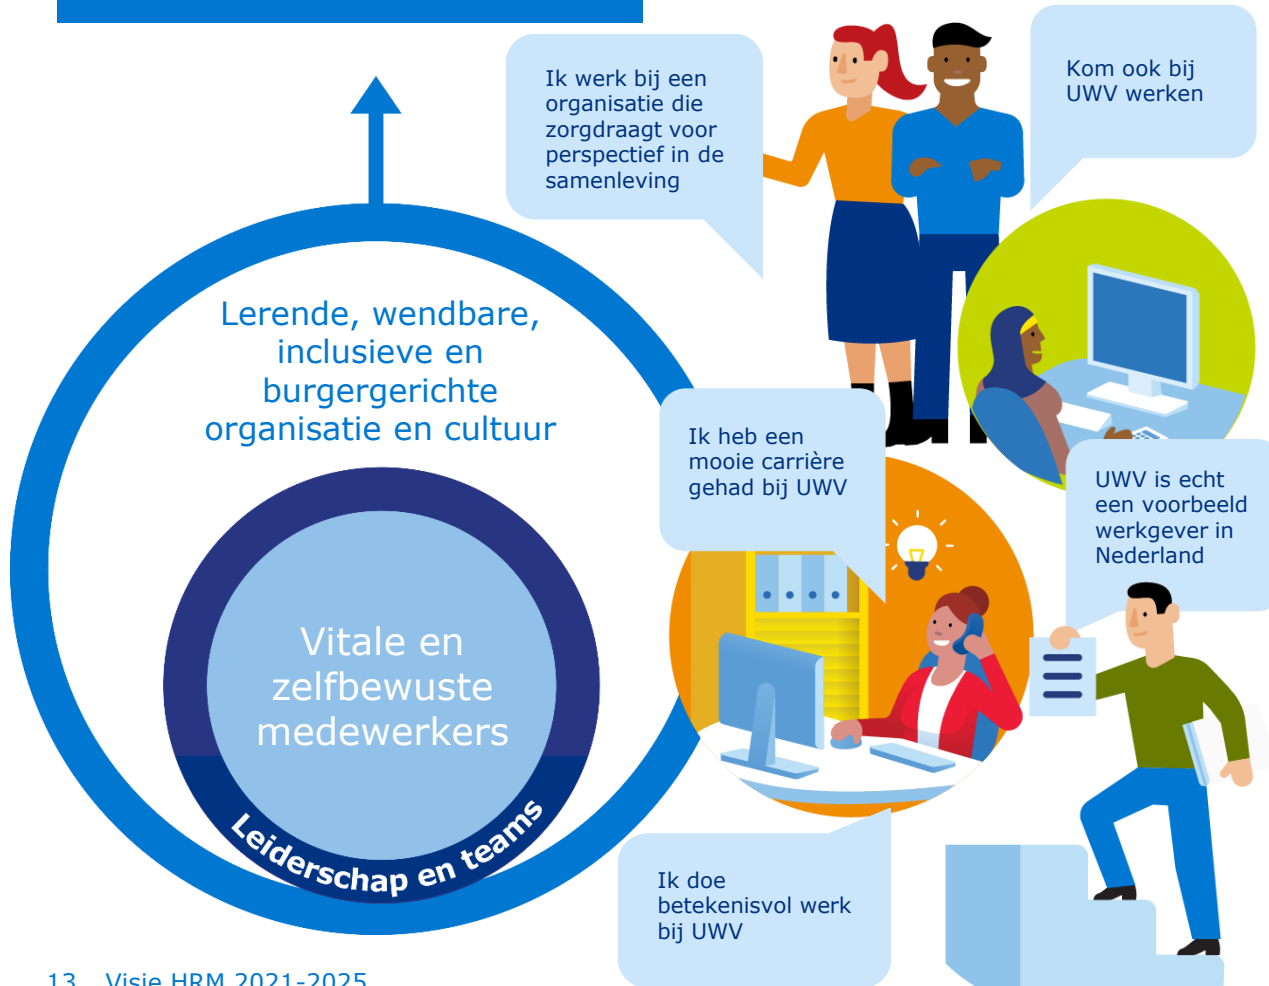 Ik werk bij een
organisatie die
zorgdraagt voor
perspectief in de
samenleving
Kom ook bij
UWV werken
Lerende, wendbare,
inclusieve en
burgergerichte
organisatie en cultuur
Ik heb een
mooie carrière
gehad bij UWV
UWV is echt
een voorbeeld
werkgever in
Nederland
Vitale en
zelfbewuste
medewerkers
Leiderschap en teams
Ik doe
betekenisvol werk
bij UWV
13 Visie HRM 2021-2025